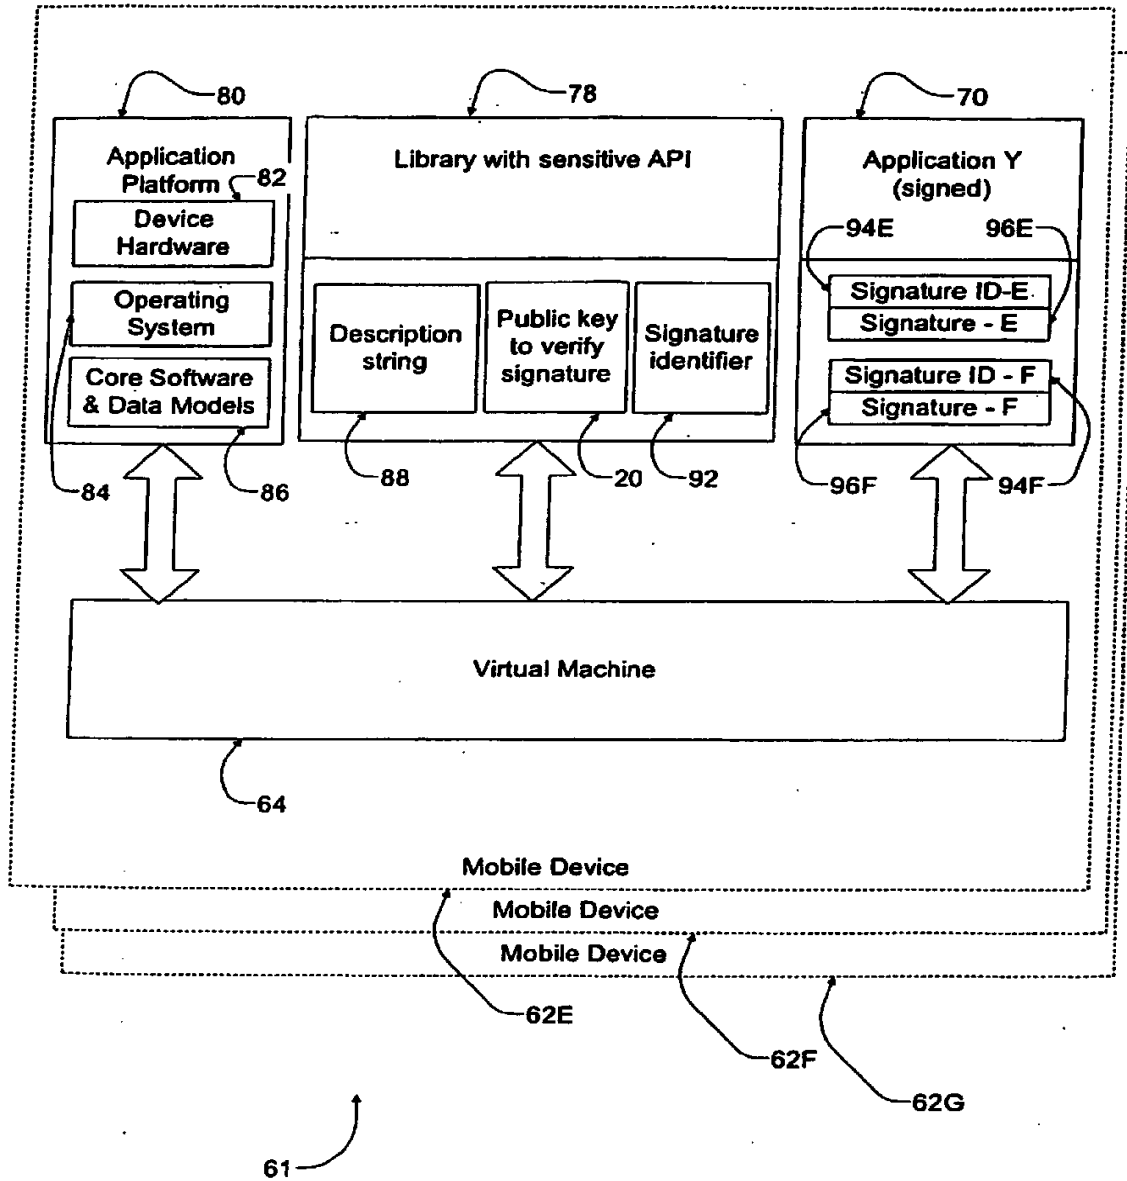 80
78
70
Application
Platform
82
Device
Hardware
Operating
System
Core Software
& Data Models
84
86
Library with sensitive API
Description
string
Public key
to verify
signature
Signature
identifier
88
20
92
Application Y
(signed)
94E
96E
Signature ID-E
Signature - E
Signature ID - F
Signature - F
96F
94F
Virtual Machine
64
Mobile Device
Mobile Device
Mobile Device
62E
62F
62G
61